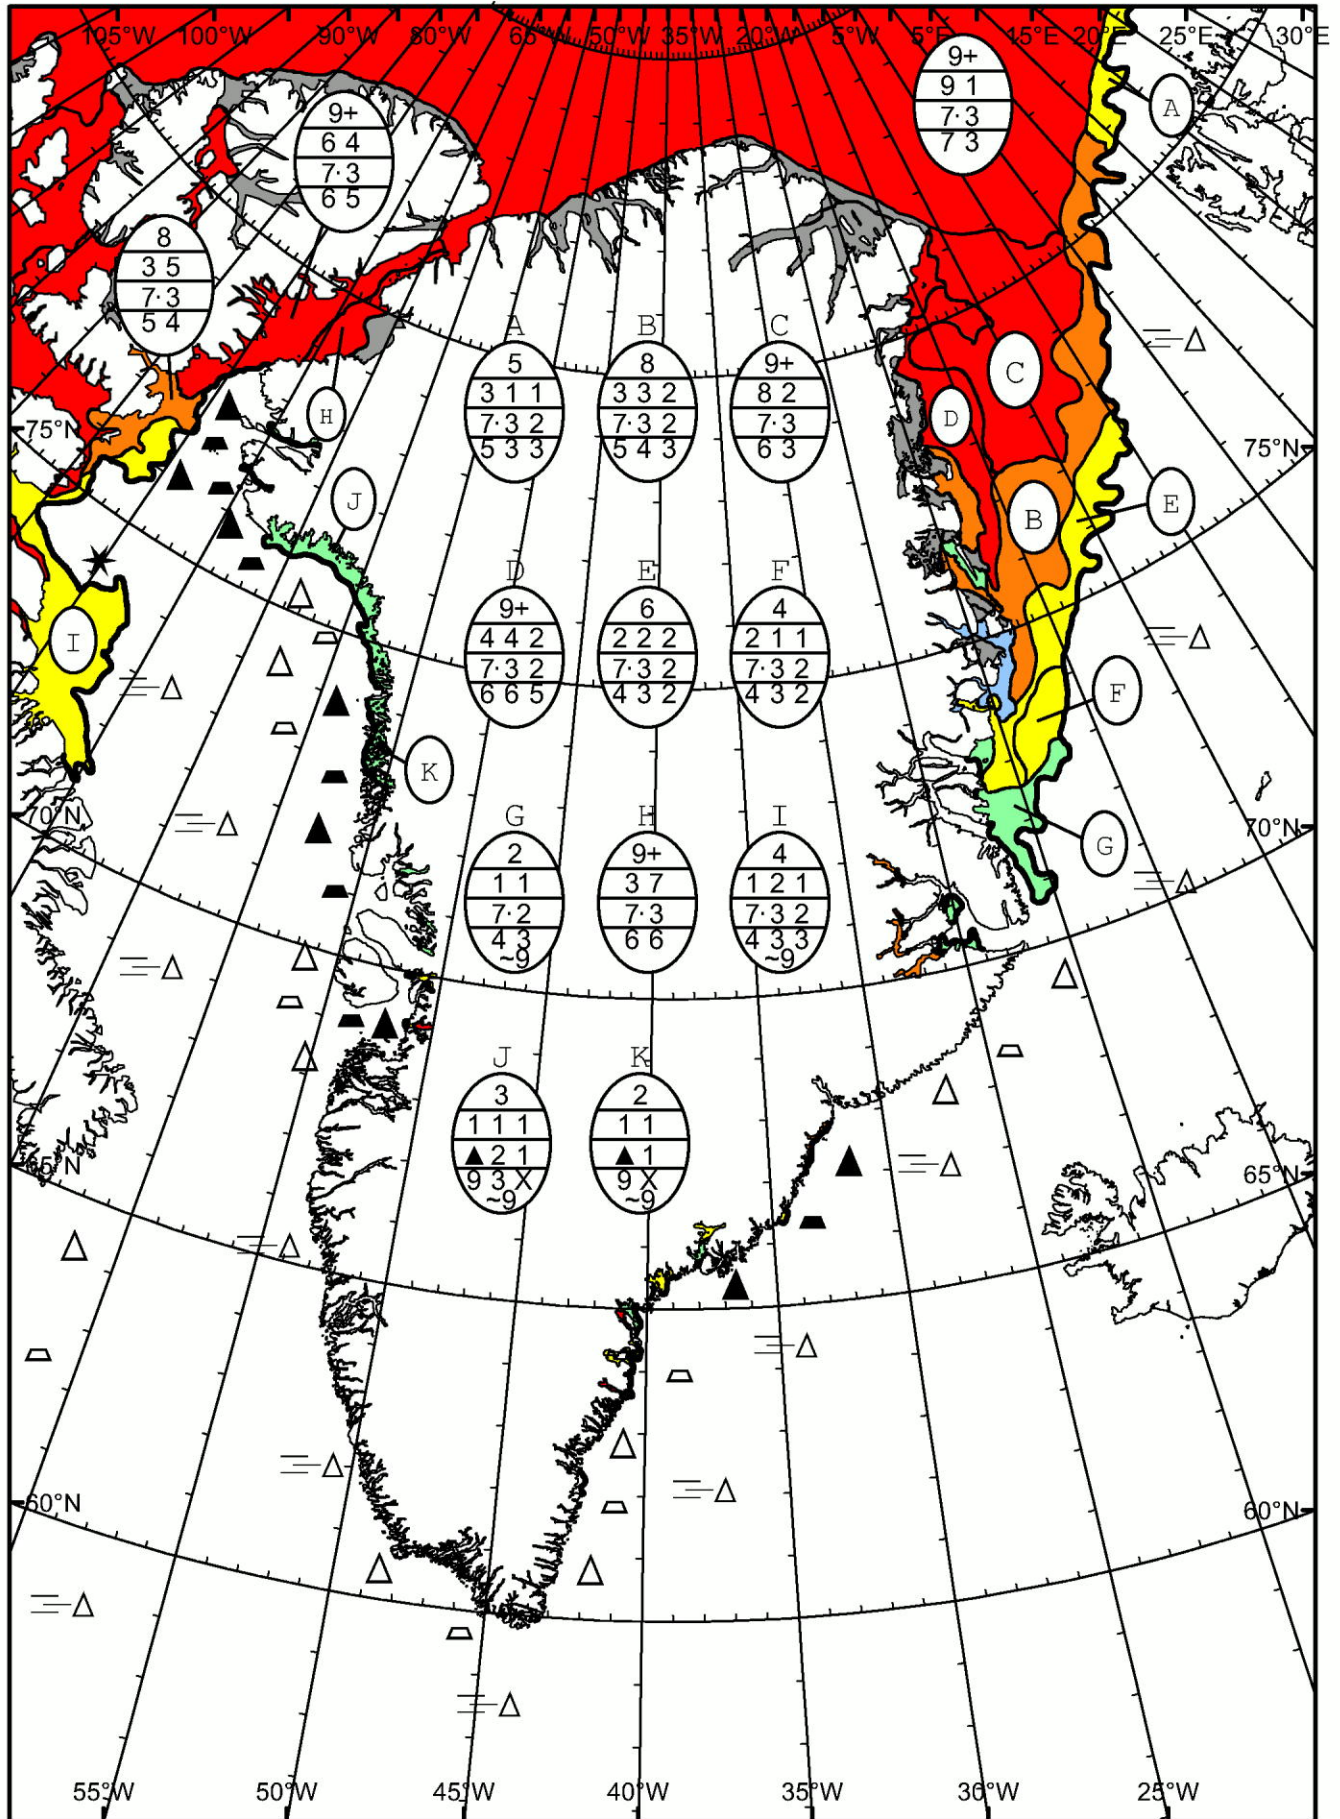 105°W 100°W 90°W 80°W 65°W 50°W 35°W 20°W 5°W 5°E 15°E 20°E 25°E 30°E
9+
9 1
7·3
7 3
A
9+
6 4
7·3
6 5
8
3 5
7·3
5 4
A B C
5 8 9+
3 1 1 3 3 2 8 2
7·3 2 7·3 2 7·3
5 3 3 5 4 3 6 3
H
C
D
75°N 75°N
J
B
E
D E F
9+ 6 4
4 4 2 2 2 2 2 1 1
7·3 2 7·3 2 7·3 2
6 6 5 4 3 2 4 3 2
I
F
K
70°N 70°N
G
G H I
2 9+ 4
1 1 3 7 1 2 1
7·2 7·3 7·3 2
4 3 6 6 4 3 3
~9 ~9
J K
3 2
1 1 1 1 1
▲ 2 1 ▲ 1
9 3 X 9 X
~9 ~9
65°N 65°N
60°N 60°N
55°W 50°W 45°W 40°W 35°W 30°W 25°W